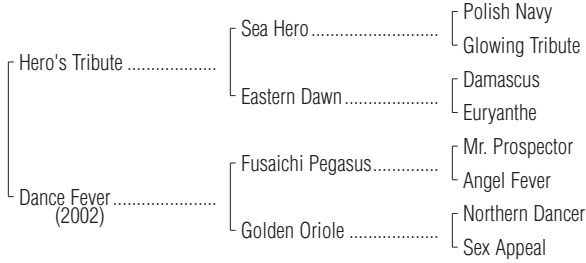 Hero's Tribute ....................
Dance Fever .......................
(2002)
Sea Hero .............................
Eastern Dawn .....................
Fusaichi Pegasus...............
Golden Oriole ....................
Polish Navy
Glowing Tribute
Damascus
Euryanthe
Mr. Prospector
Angel Fever
Northern Dancer
Sex Appeal